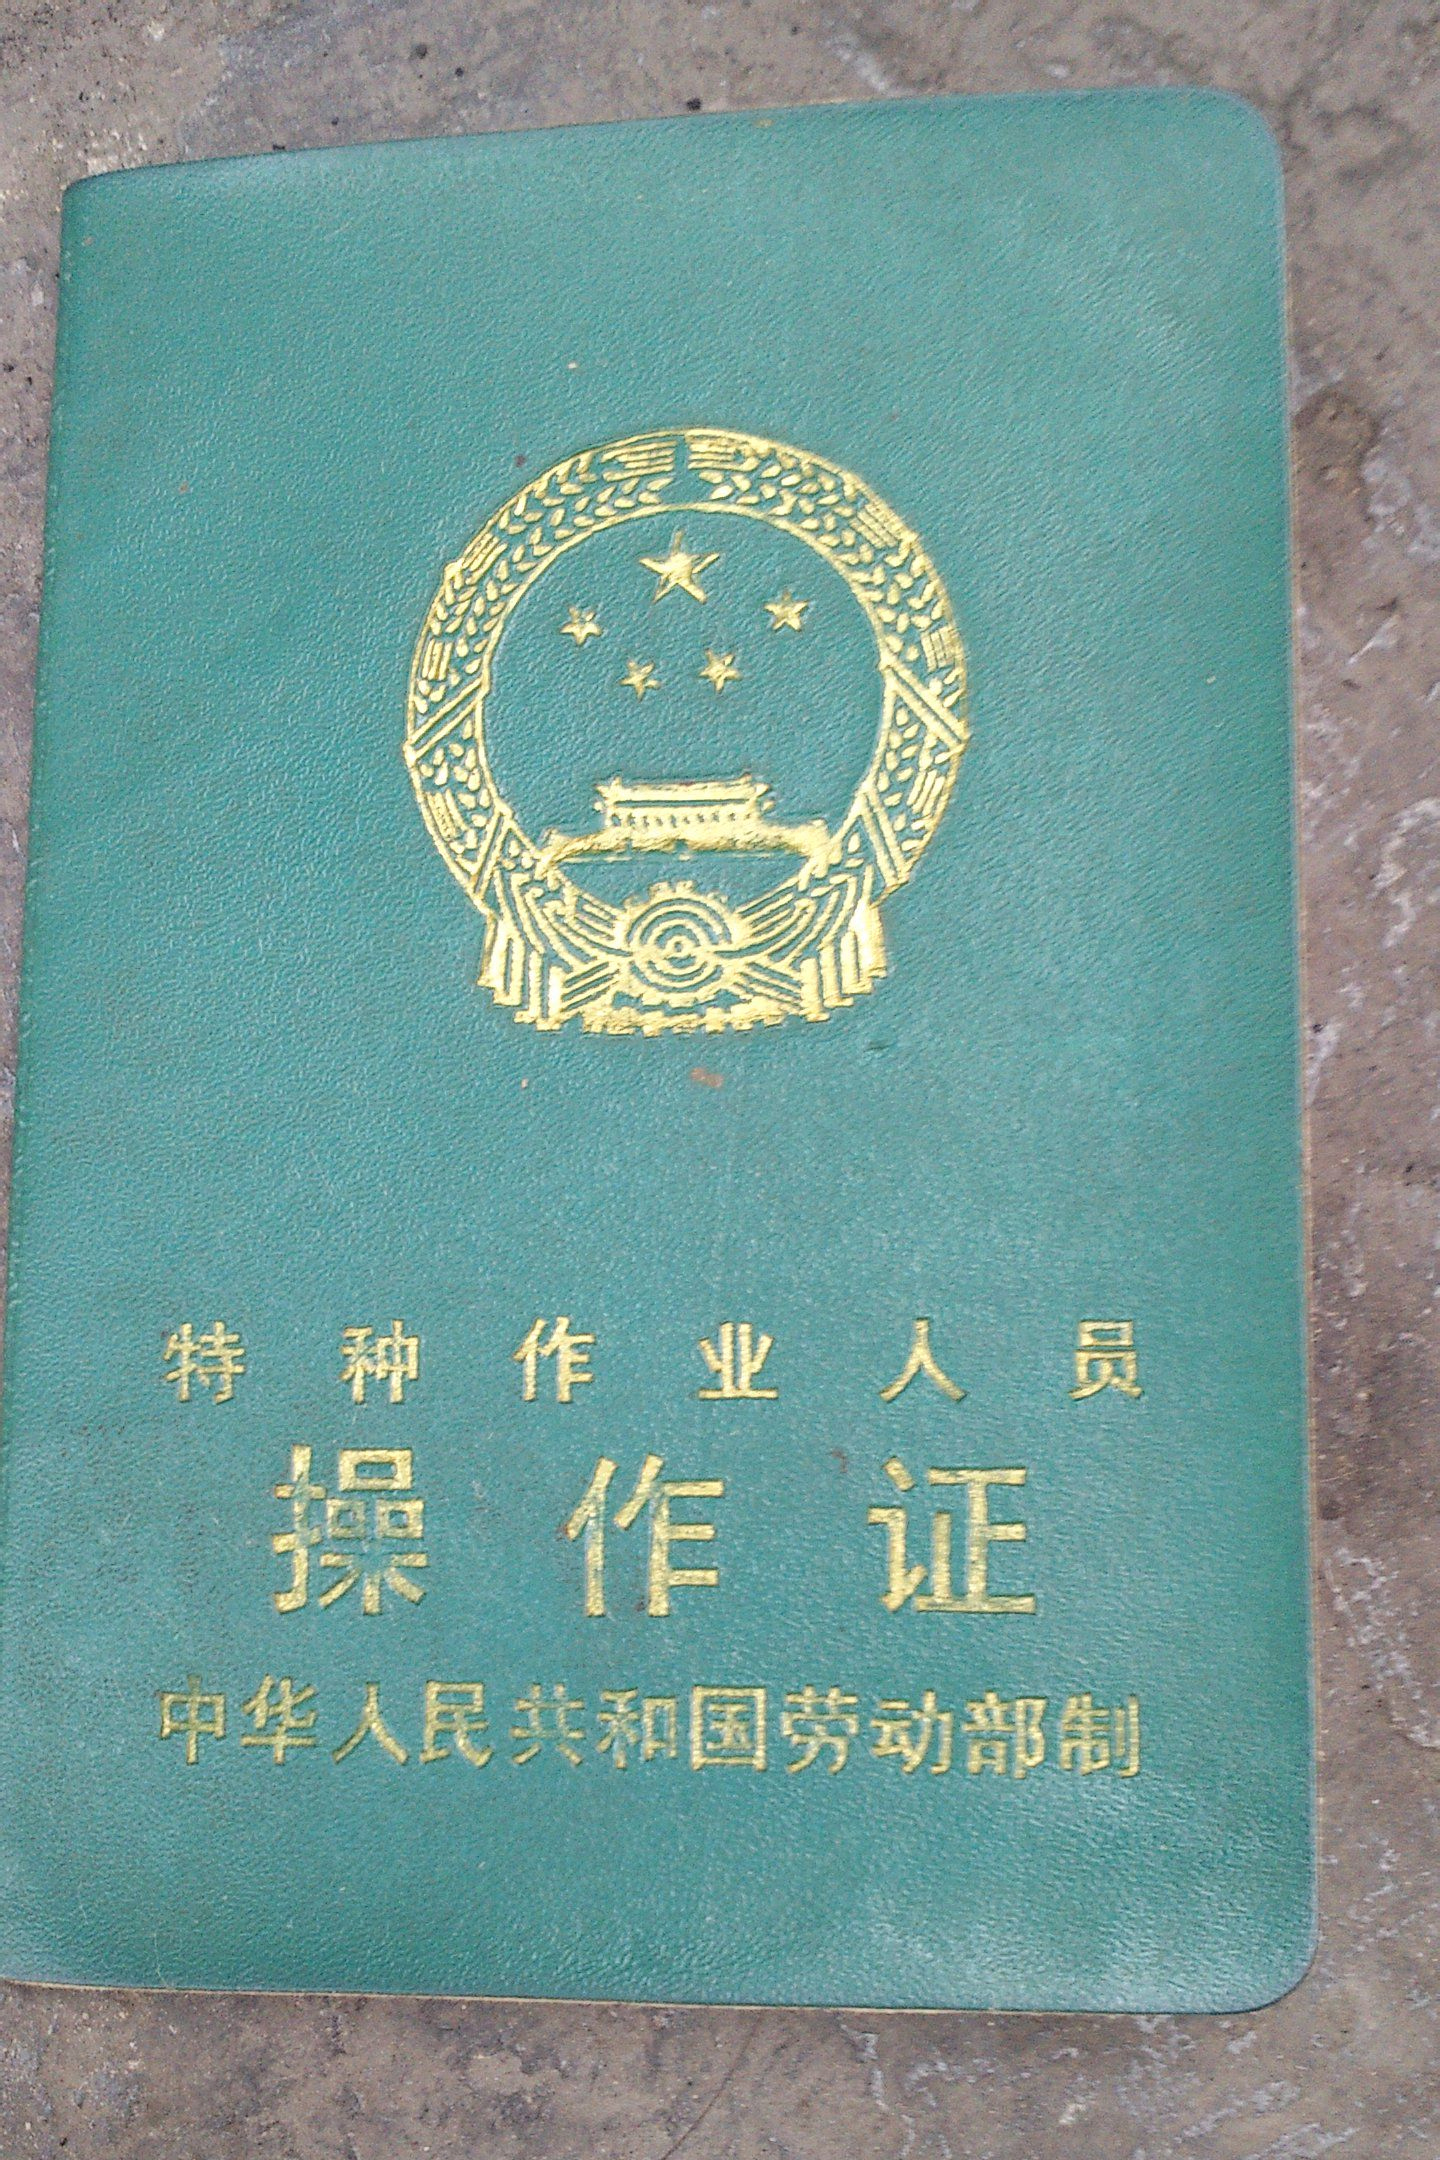 特种作业人员
操作证
中华人民共和国劳动部制